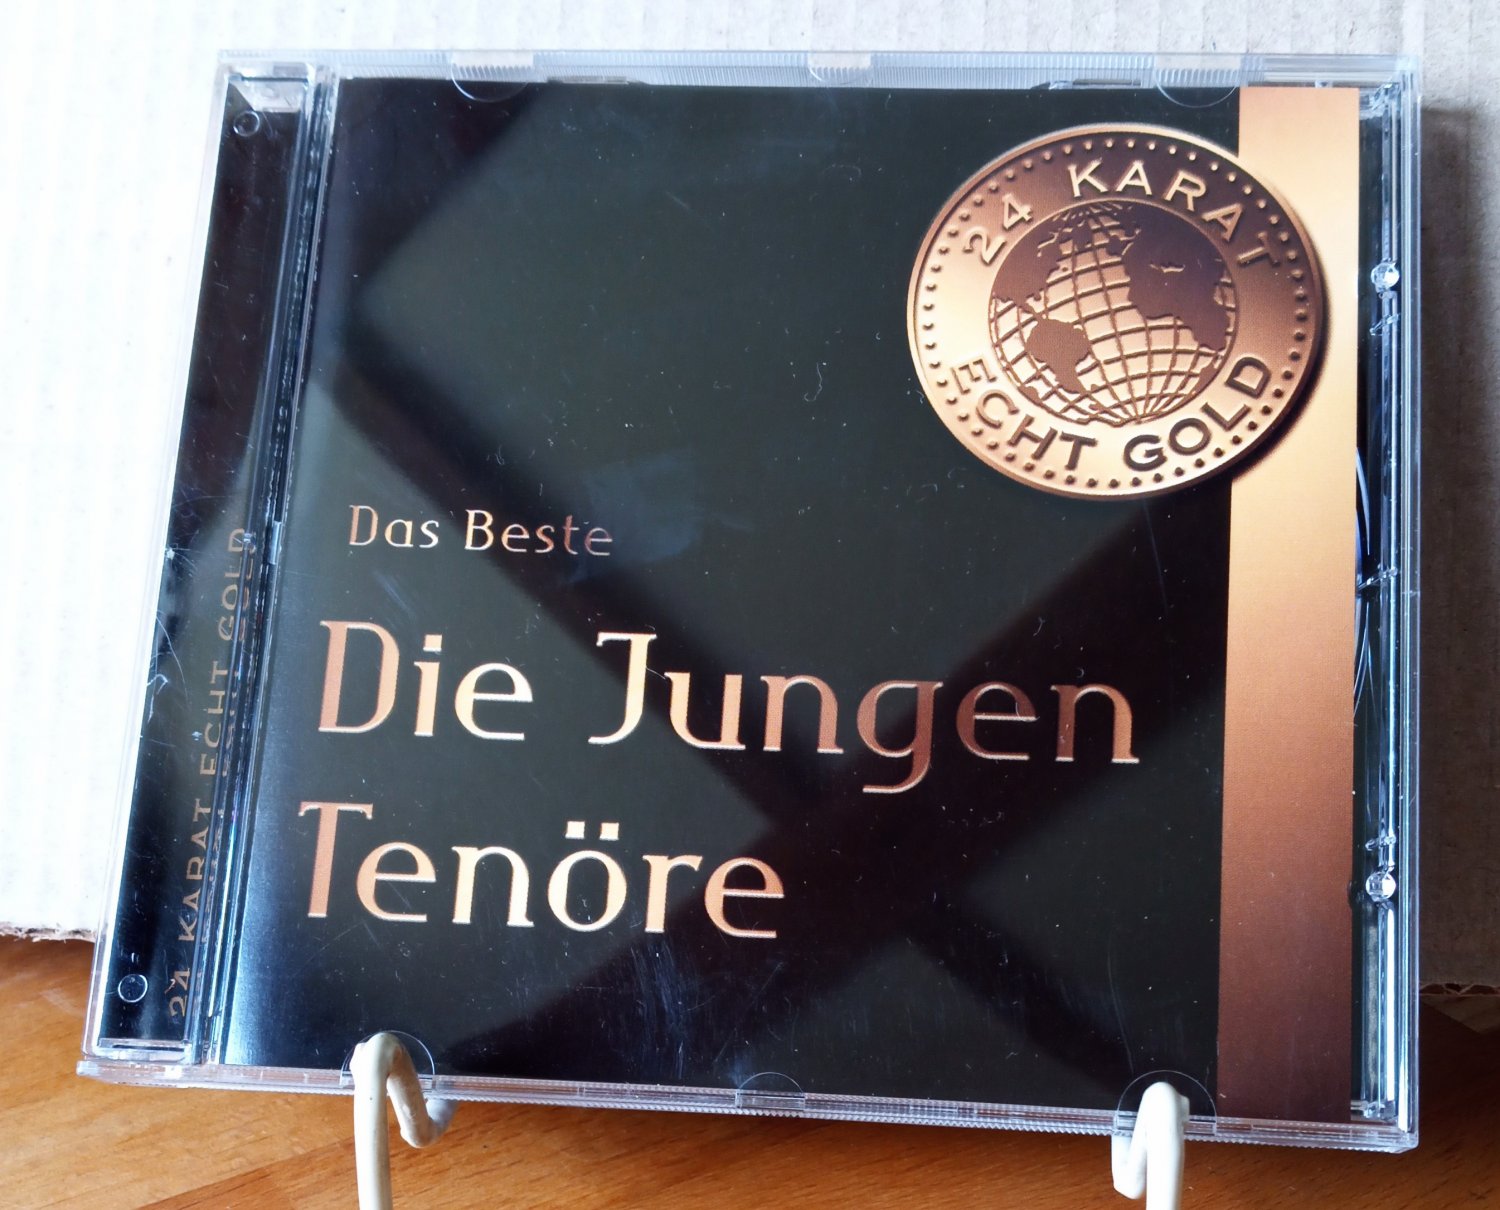 24 KARAT
ECHT GOLD
Das Beste
Die Jungen
Tenöre
24 KARAT ECHT GOLD